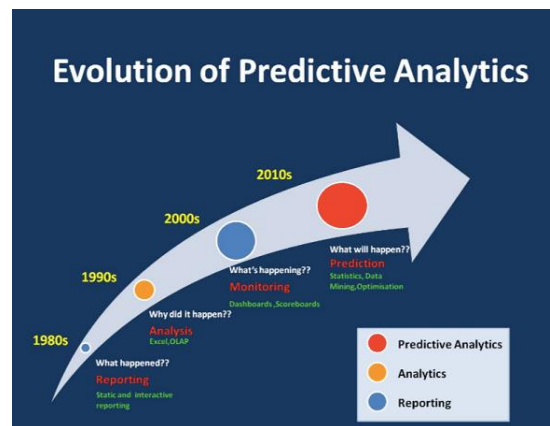 Evolution of Predictive Analytics
2010s
2000s
1990s
1980s
What will happen??
Prediction
Statistics, Data
Mining,Optimisation
What's happening??
Monitoring
Dashboards ,Scoreboards
Why did it happen??
Analysis
Excel,OLAP
What happened??
Reporting
Static and interactive
reporting
Predictive Analytics
Analytics
Reporting